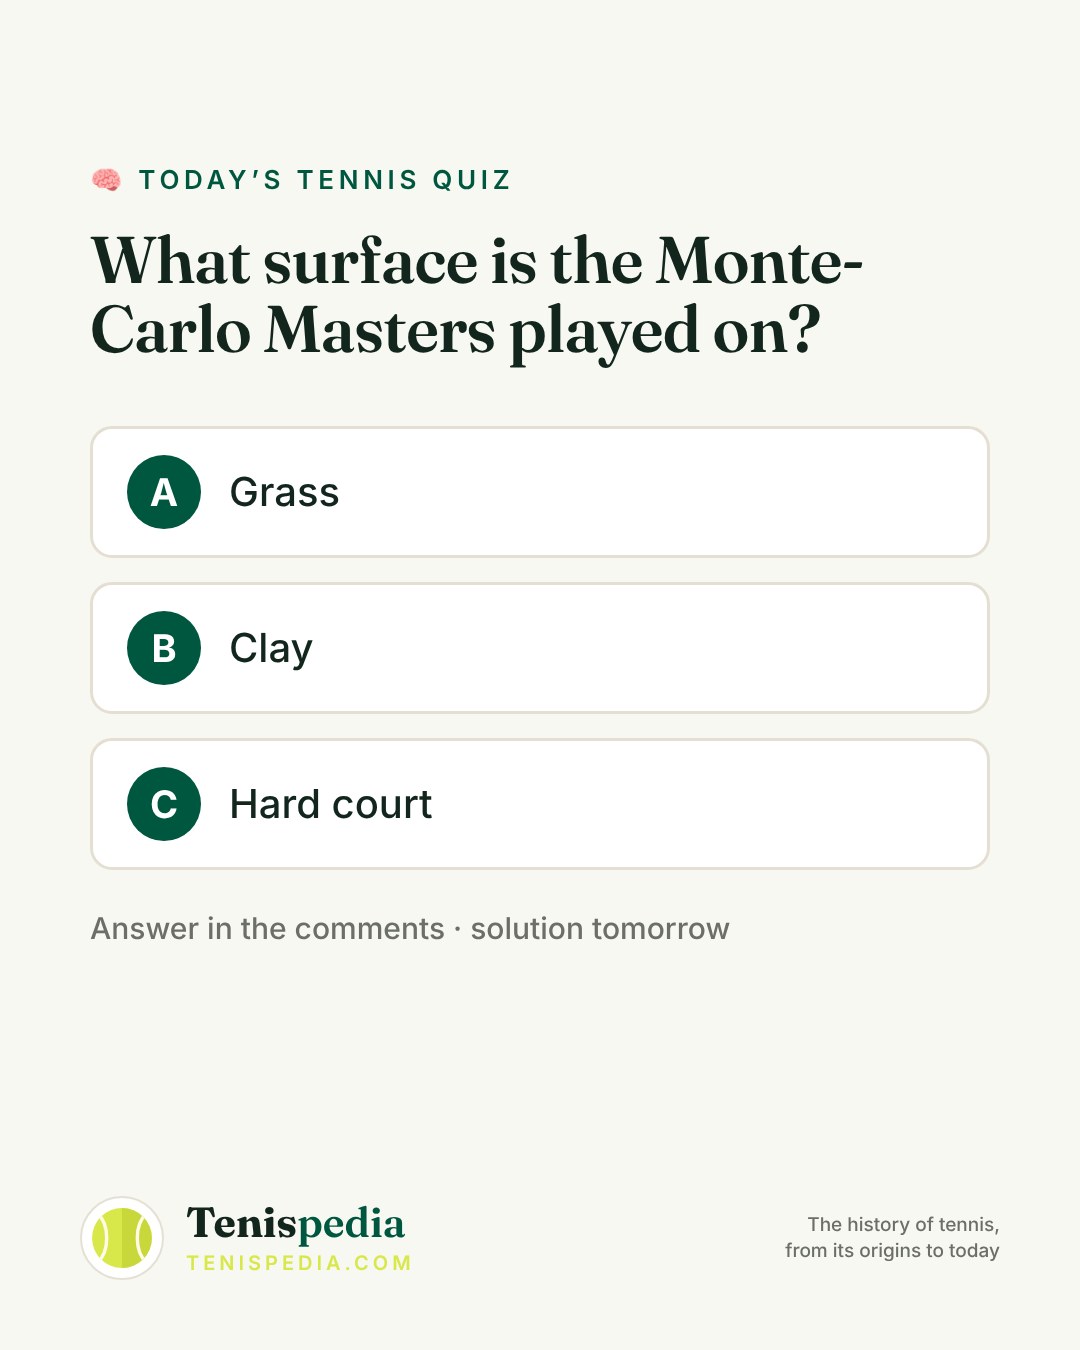 🧠 TODAY’S TENNIS QUIZ
What surface is the Monte-
Carlo Masters played on?
A Grass
B Clay
C Hard court
Answer in the comments · solution tomorrow
Tenispedia
TENISPEDIA.COM
The history of tennis,
from its origins to today